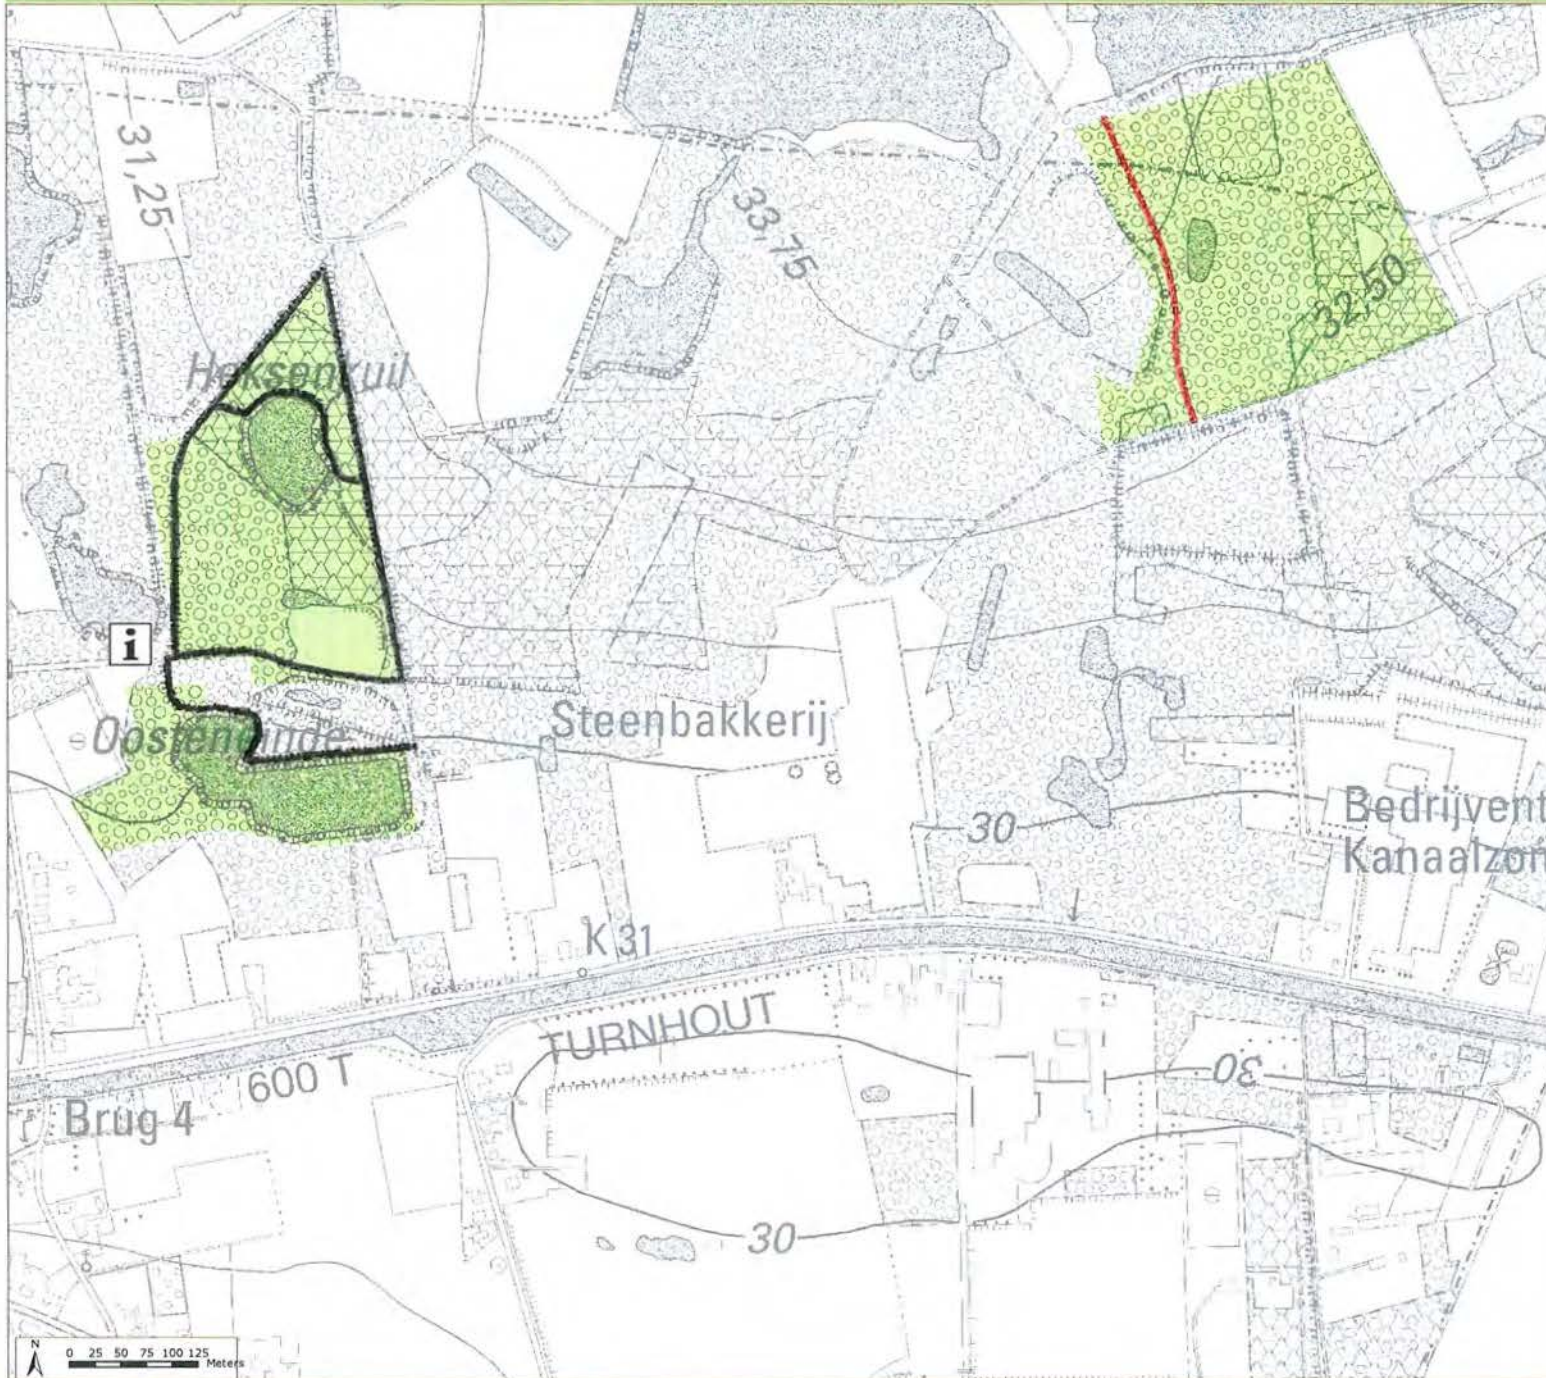 31,25
33,75
32,50
Heksenkuil
i
Oosteneinde
Steenbakkerij
30
Bedrijvent
Kanaalzon
K 31
TURNHOUT
600 T
30
Brug 4
30
N
0 25 50 75 100 125
Meters